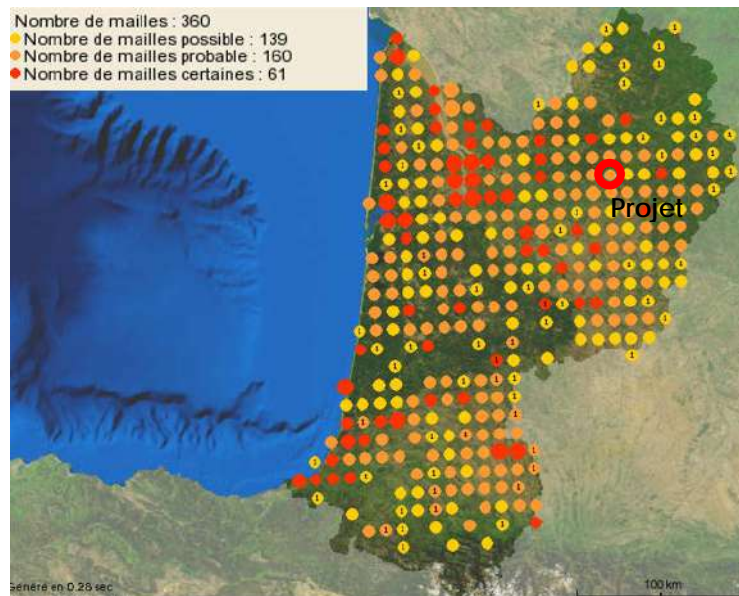 Nombre de mailles : 360
Nombre de mailles possible : 139
Nombre de mailles probable : 160
Nombre de mailles certaines : 61
Projet
Généré en 0.28 sec
100 km